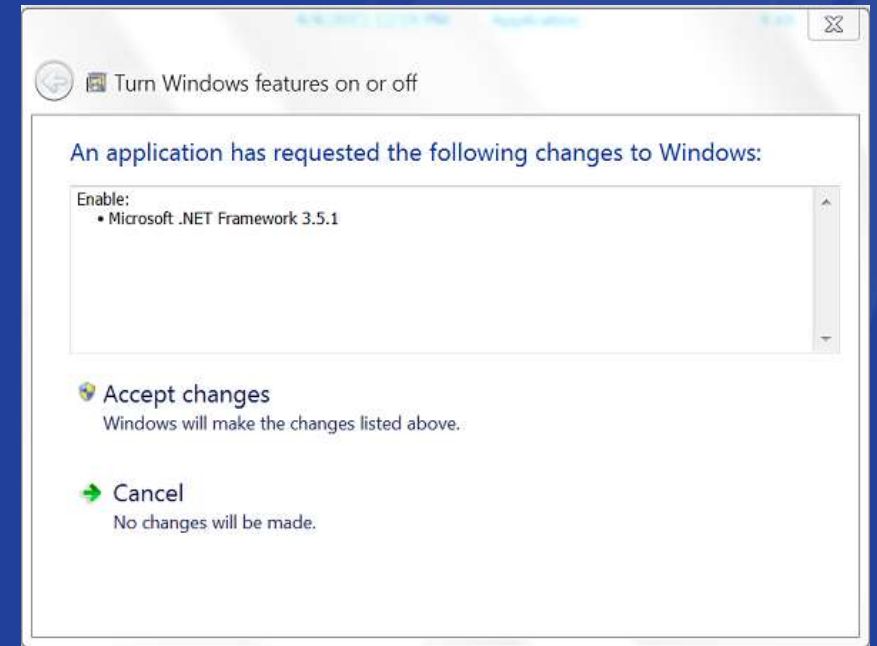 Turn Windows features on or off
An application has requested the following changes to Windows:
Enable:
• Microsoft .NET Framework 3.5.1
Accept changes
Windows will make the changes listed above.
Cancel
No changes will be made.